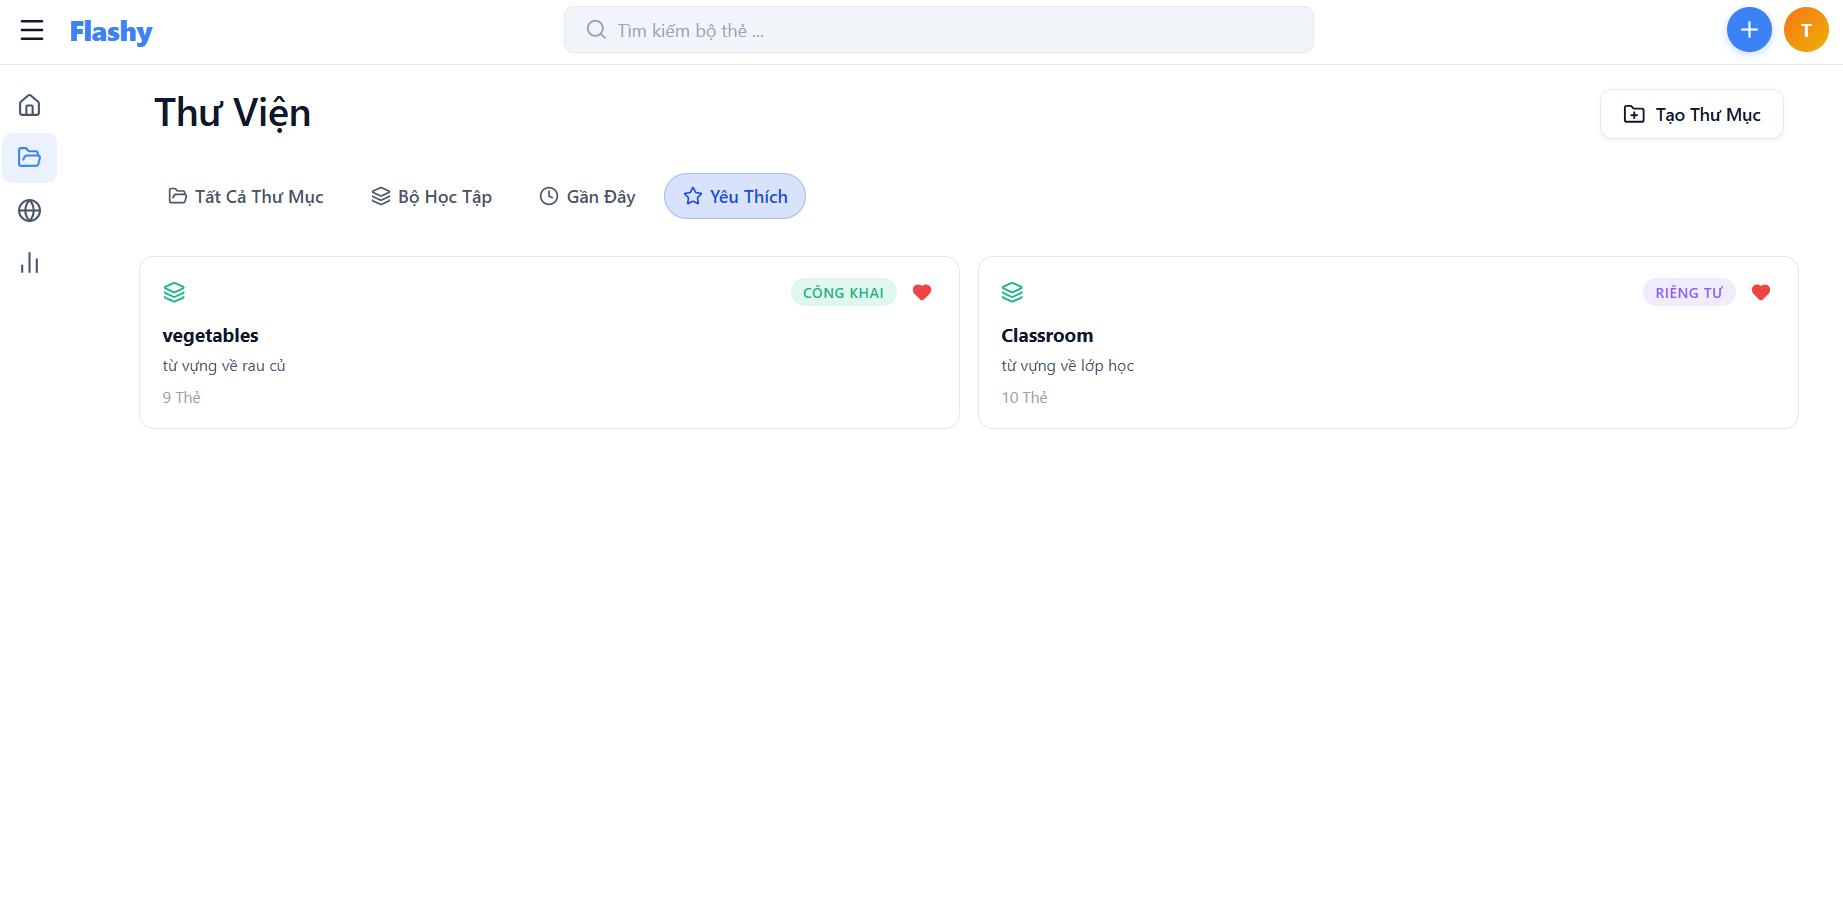 Flashy
Tìm kiếm bộ thẻ ...
T
Thư Viện
Tạo Thư Mục
Tất Cả Thư Mục
Bộ Học Tập
Gần Đây
Yêu Thích
CÔNG KHAI
vegetables
từ vựng về rau củ
9 Thẻ
RIÊNG TƯ
Classroom
từ vựng về lớp học
10 Thẻ